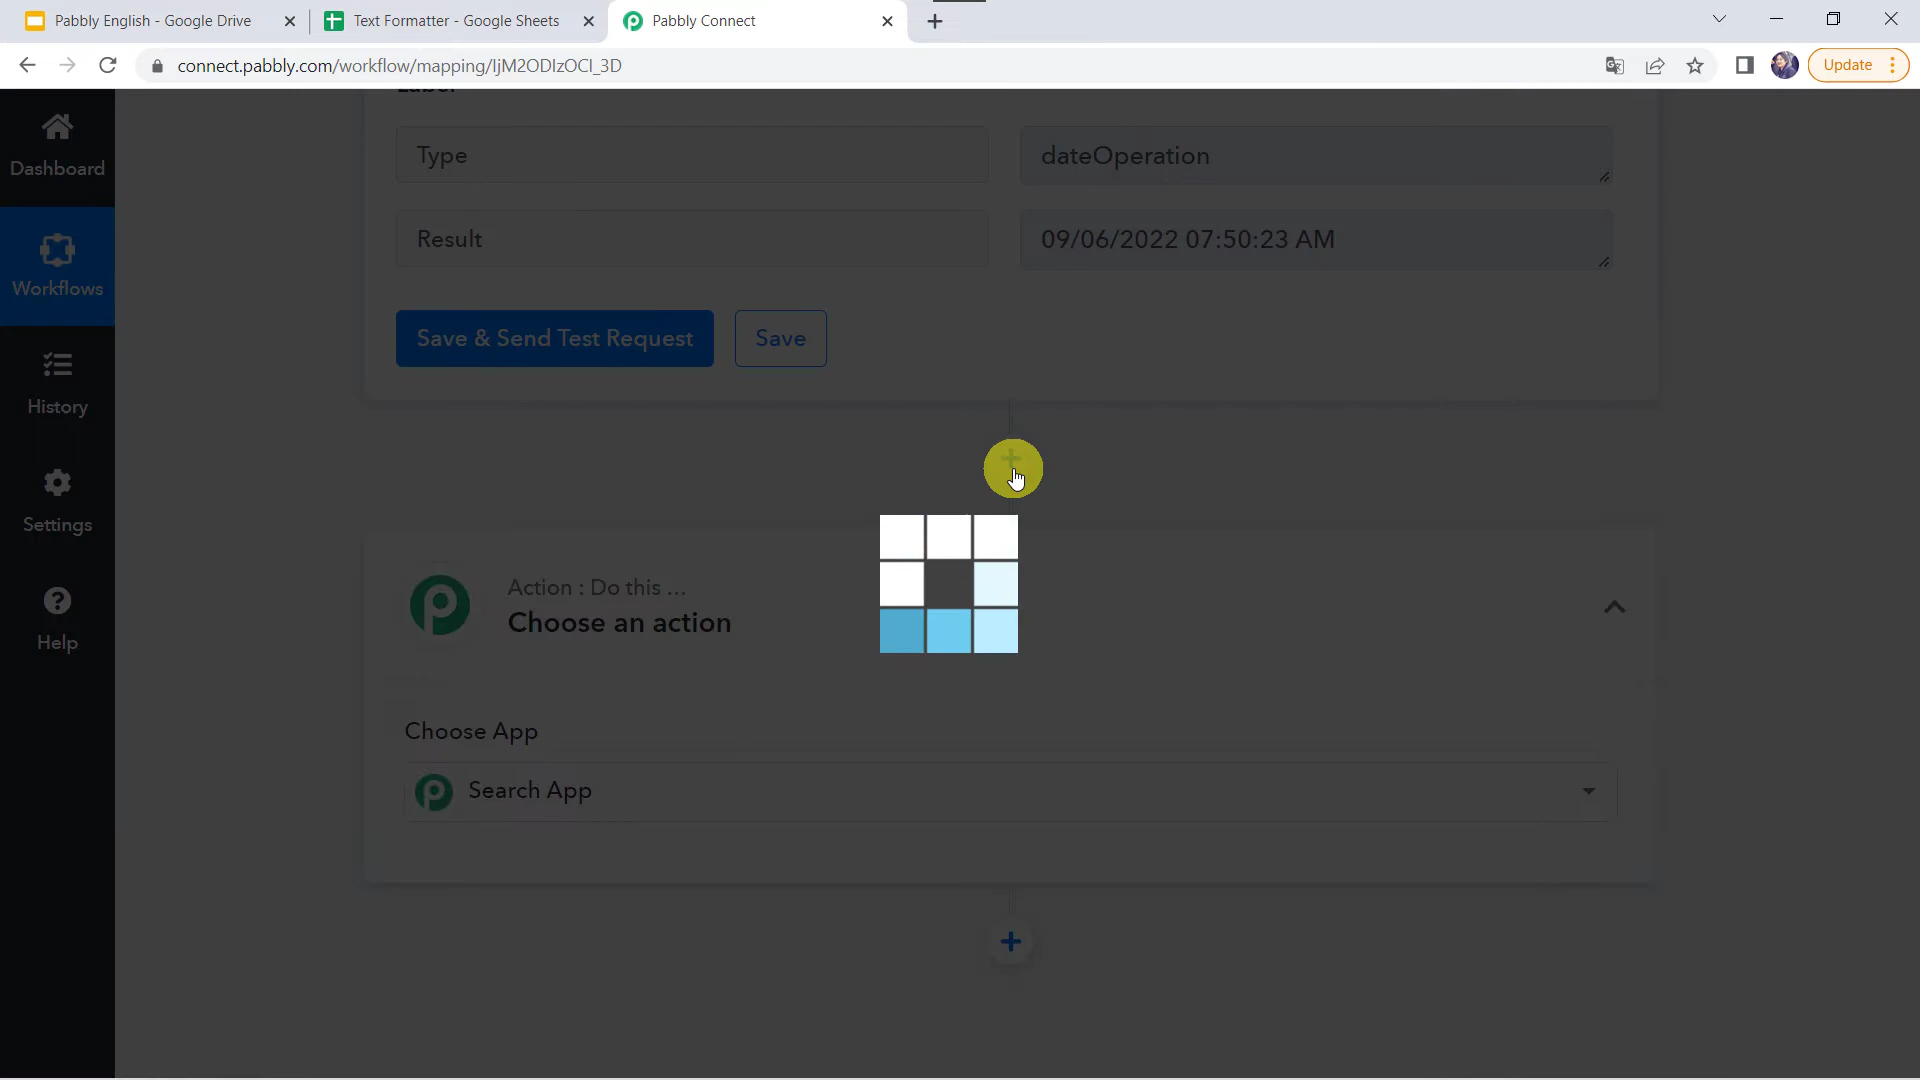 Pabbly English - Google Drive
Text Formatter - Google Sheets
Pabbly Connect
connect.pabbly.com/workflow/mapping/IjM2ODIzOCI_3D
Update
Dashboard
Workflows
History
Settings
Help
Label
Type
dateOperation
Result
09/06/2022 07:50:23 AM
Save & Send Test Request
Save
Action : Do this ...
Choose an action
Choose App
Search App